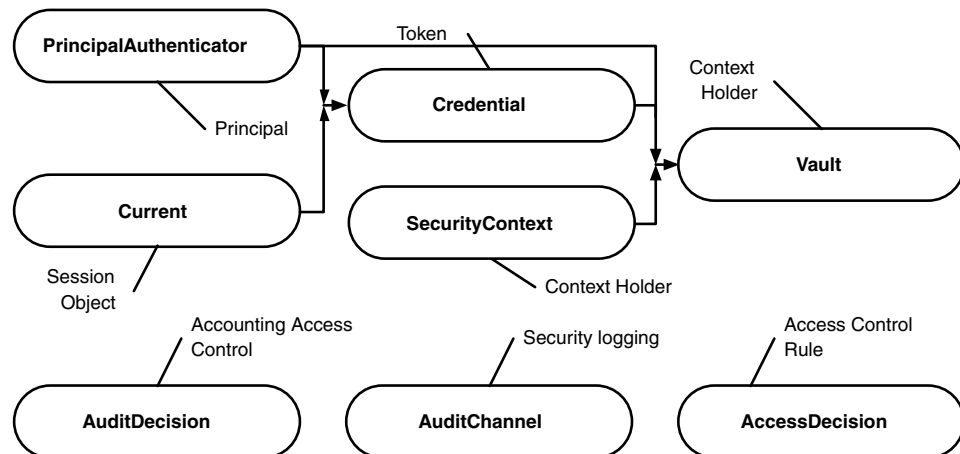 PrincipalAuthenticator
Token
Context
Holder
Credential
Principal
Vault
Current
SecurityContext
Session
Object
Context Holder
Accounting Access
Control
Security logging
Access Control
Rule
AuditDecision
AuditChannel
AccessDecision